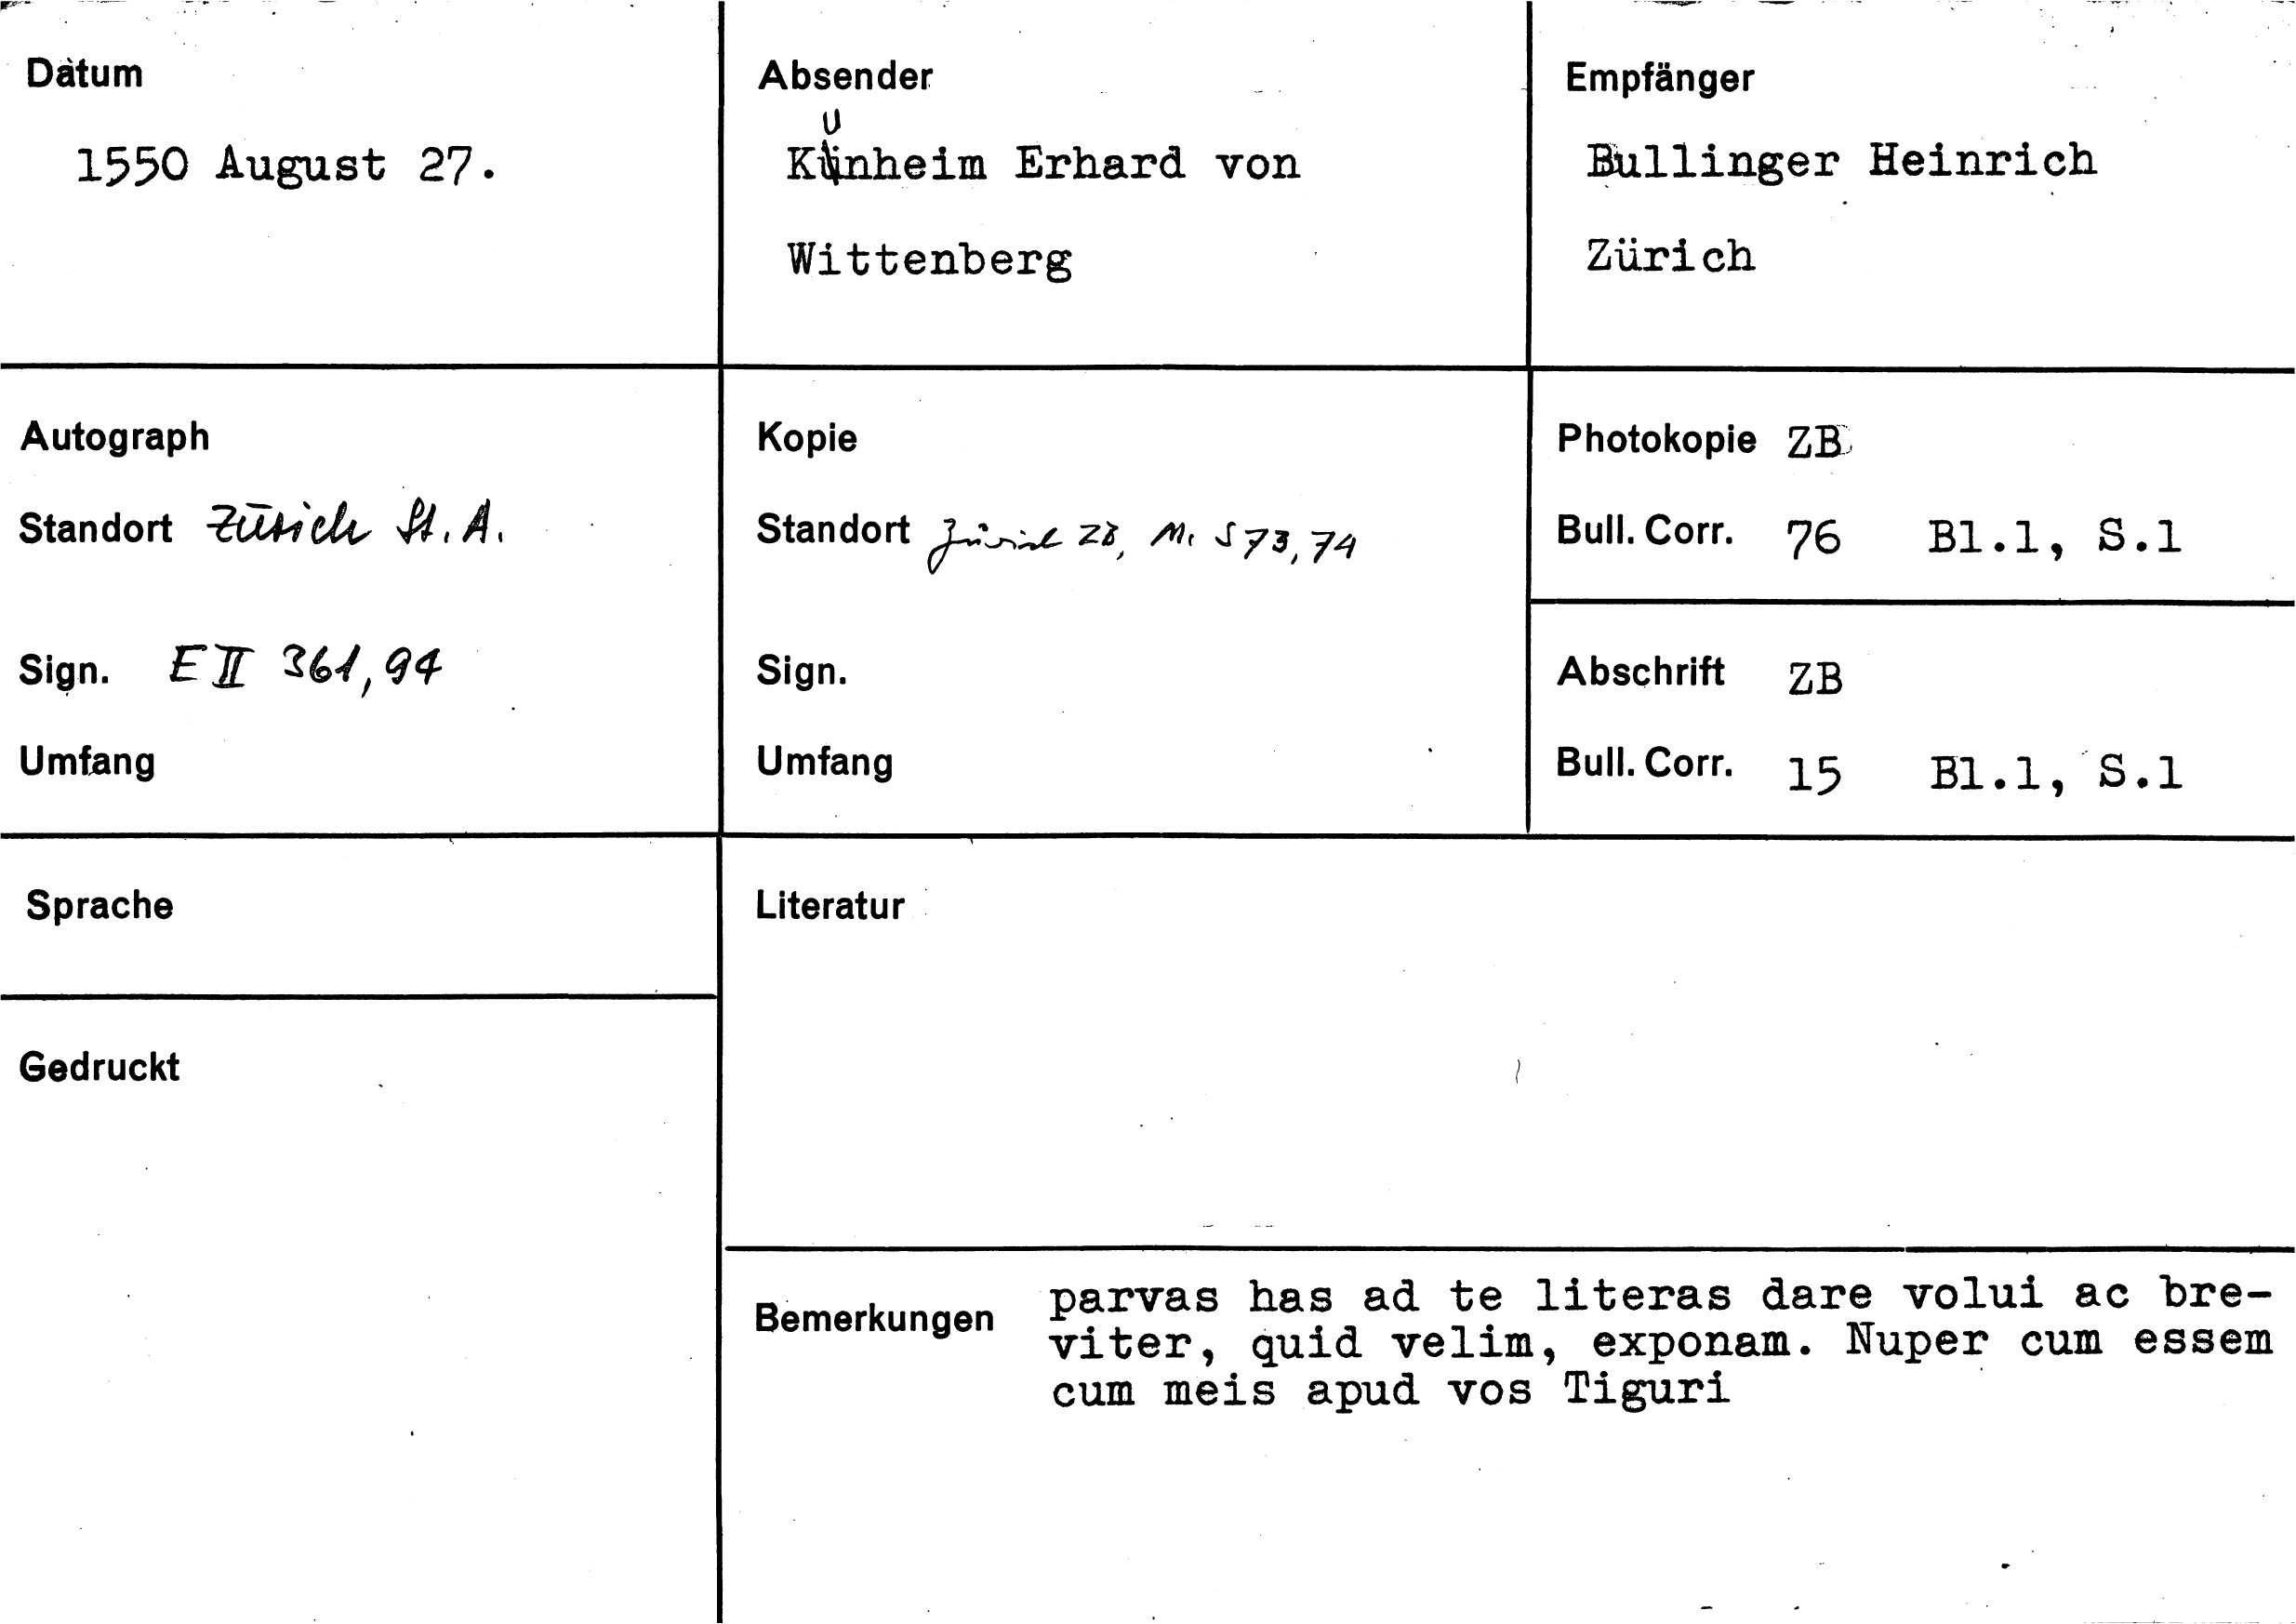 Datum
1550 August 27.
Absender
u
Künheim Erhard von
Wittenberg
Empfänger
Bullinger Heinrich
Zürich
Autograph
Standort Zürich St. A.
Sign. E II 361, 94
Umfang
Kopie
Standort Zürich ZB, Ms S 73, 74
Sign.
Umfang
Photokopie ZB
Bull. Corr. 76 Bl.1, S.1
Abschrift ZB
Bull. Corr. 15 Bl.1, S.1
Sprache
Gedruckt
Literatur
Bemerkungen
parvas has ad te literas dare volui ac bre-
viter, quid velim, exponam. Nuper cum essem
cum meis apud vos Tiguri